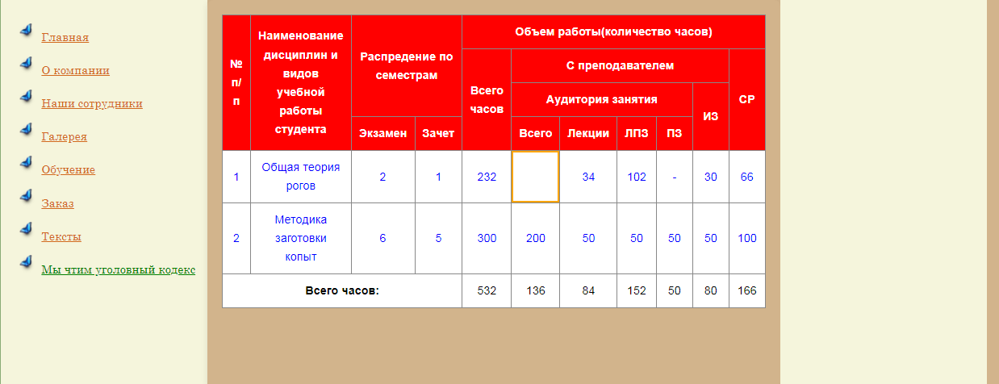 Главная
О компании
Наши сотрудники
Галерея
Обучение
Заказ
Тексты
Мы чтим уголовный кодекс
№
п/
п
Наименование
дисциплин и
видов
учебной
работы
студента
Распредение по
семестрам
Объем работы(количество часов)
Всего
часов
С преподавателем
СР
Аудитория занятия
ИЗ
Экзамен Зачет Всего Лекции ЛПЗ ПЗ
1 Общая теория
рогов 2 1 232 34 102 - 30 66
2 Методика
заготовки
копыт 6 5 300 200 50 50 50 50 100
Всего часов: 532 136 84 152 50 80 166